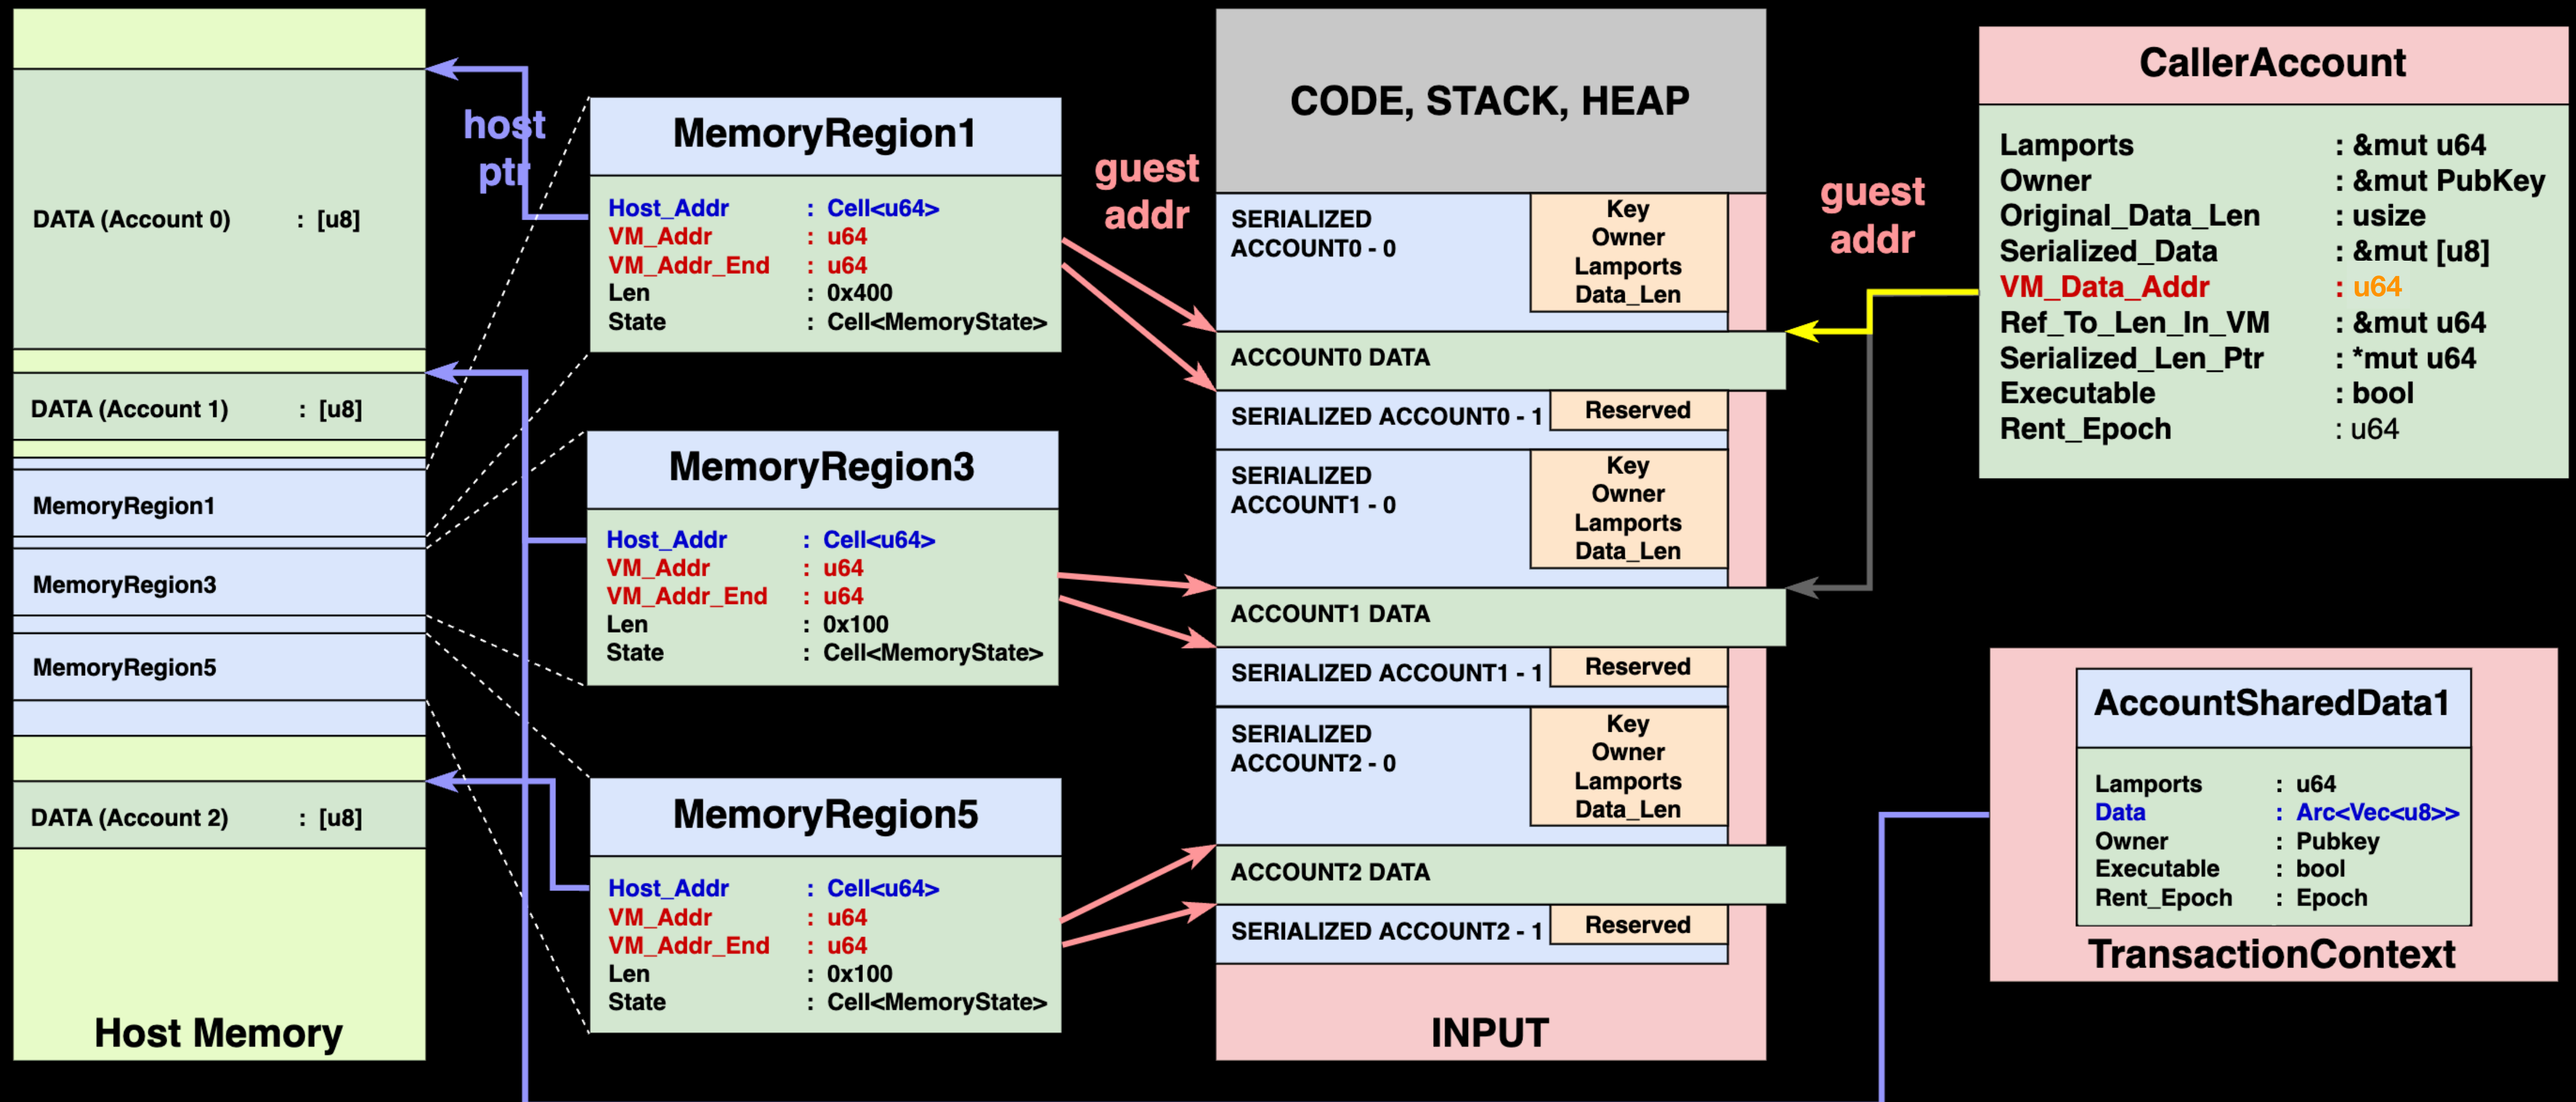 DATA (Account 0) : [u8]
DATA (Account 1) : [u8]
MemoryRegion1
MemoryRegion3
MemoryRegion5
DATA (Account 2) : [u8]
Host Memory
host
ptr
MemoryRegion1
Host_Addr : Cell<u64>
VM_Addr : u64
VM_Addr_End : u64
Len : 0x400
State : Cell<MemoryState>
MemoryRegion3
Host_Addr : Cell<u64>
VM_Addr : u64
VM_Addr_End : u64
Len : 0x100
State : Cell<MemoryState>
MemoryRegion5
Host_Addr : Cell<u64>
VM_Addr : u64
VM_Addr_End : u64
Len : 0x100
State : Cell<MemoryState>
guest
addr
CODE, STACK, HEAP
SERIALIZED
ACCOUNT0 - 0
Key
Owner
Lamports
Data_Len
ACCOUNT0 DATA
SERIALIZED ACCOUNT0 - 1
Reserved
SERIALIZED
ACCOUNT1 - 0
Key
Owner
Lamports
Data_Len
ACCOUNT1 DATA
SERIALIZED ACCOUNT1 - 1
Reserved
SERIALIZED
ACCOUNT2 - 0
Key
Owner
Lamports
Data_Len
ACCOUNT2 DATA
SERIALIZED ACCOUNT2 - 1
Reserved
INPUT
guest
addr
CallerAccount
Lamports : &mut u64
Owner : &mut PubKey
Original_Data_Len : usize
Serialized_Data : &mut [u8]
VM_Data_Addr : u64
Ref_To_Len_In_VM : &mut u64
Serialized_Len_Ptr : *mut u64
Executable : bool
Rent_Epoch : u64
AccountSharedData1
Lamports : u64
Data : Arc<Vec<u8>>
Owner : Pubkey
Executable : bool
Rent_Epoch : Epoch
TransactionContext